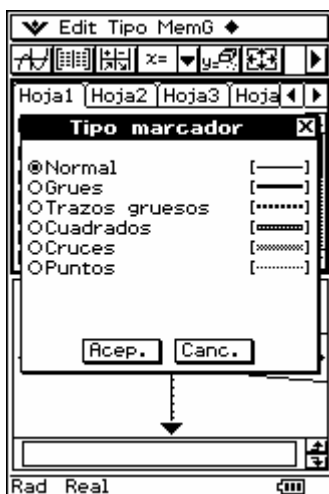 Edit Tipo MemG
x= y=
Hoja1 Hoja2 Hoja3 Hoja
Tipo marcador
Normal
Grues
Trazos gruesos
Cuadrados
Cruces
Puntos
Acep. Canc.
Rad Real